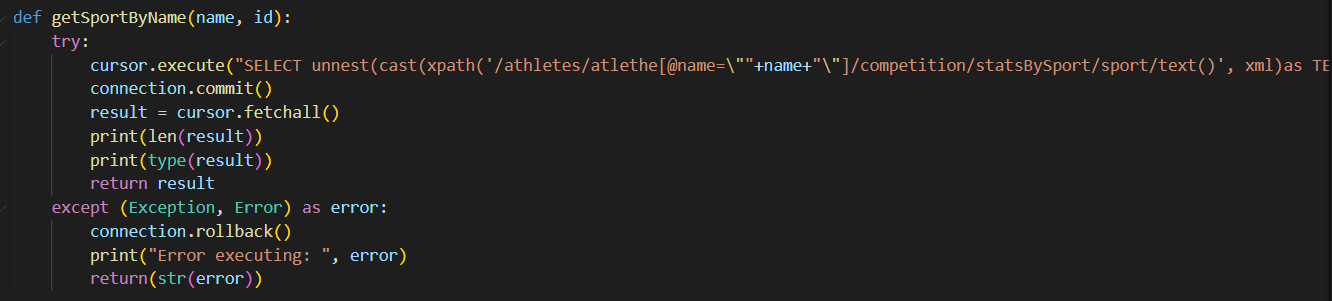 def getSportByName(name, id):
    try:
        cursor.execute("SELECT unnest(cast(xpath('/athletes/atlethe[@name=\""+name+"\"]/competition/statsBySport/sport/text()', xml)as TE
        connection.commit()
        result = cursor.fetchall()
        print(len(result))
        print(type(result))
        return result
    except (Exception, Error) as error:
        connection.rollback()
        print("Error executing: ", error)
        return(str(error))